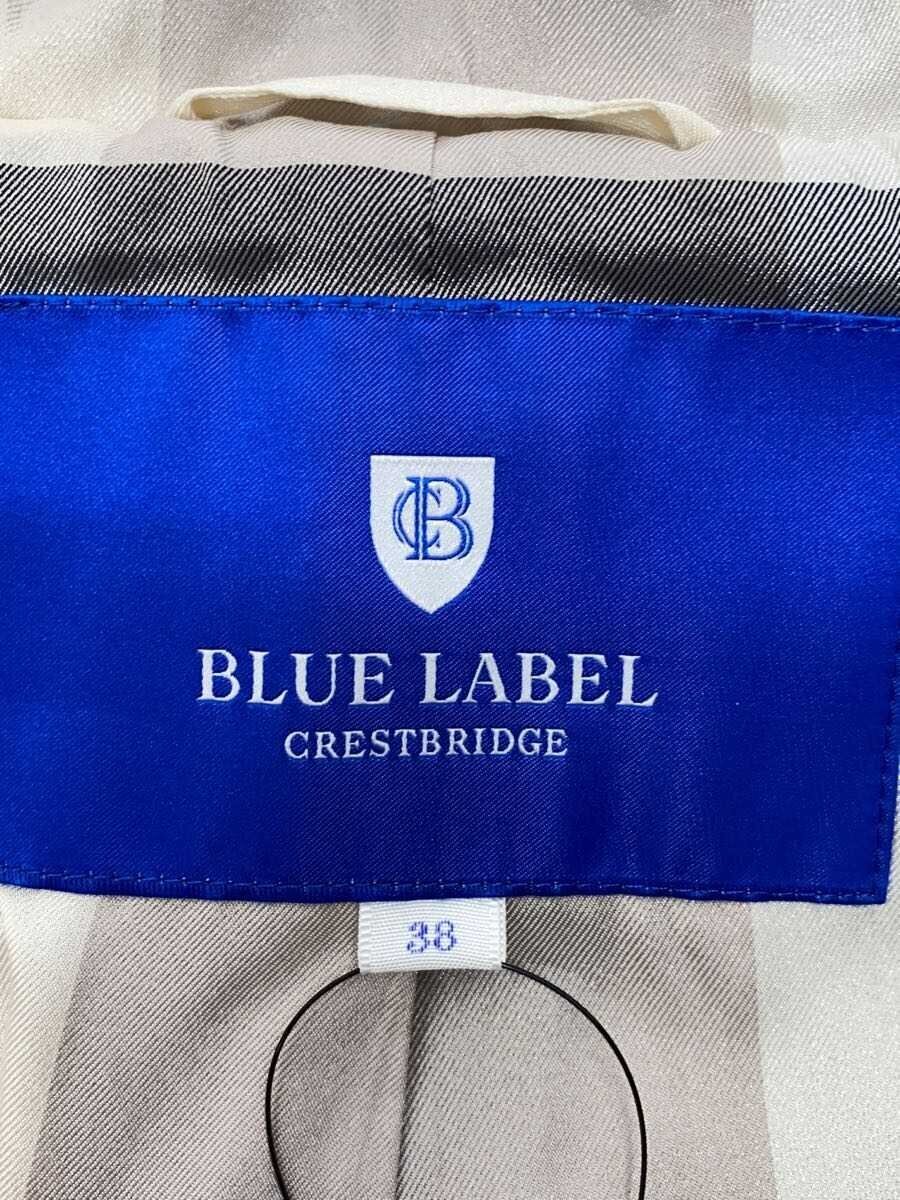 CB
BLUE LABEL
CRESTBRIDGE
38